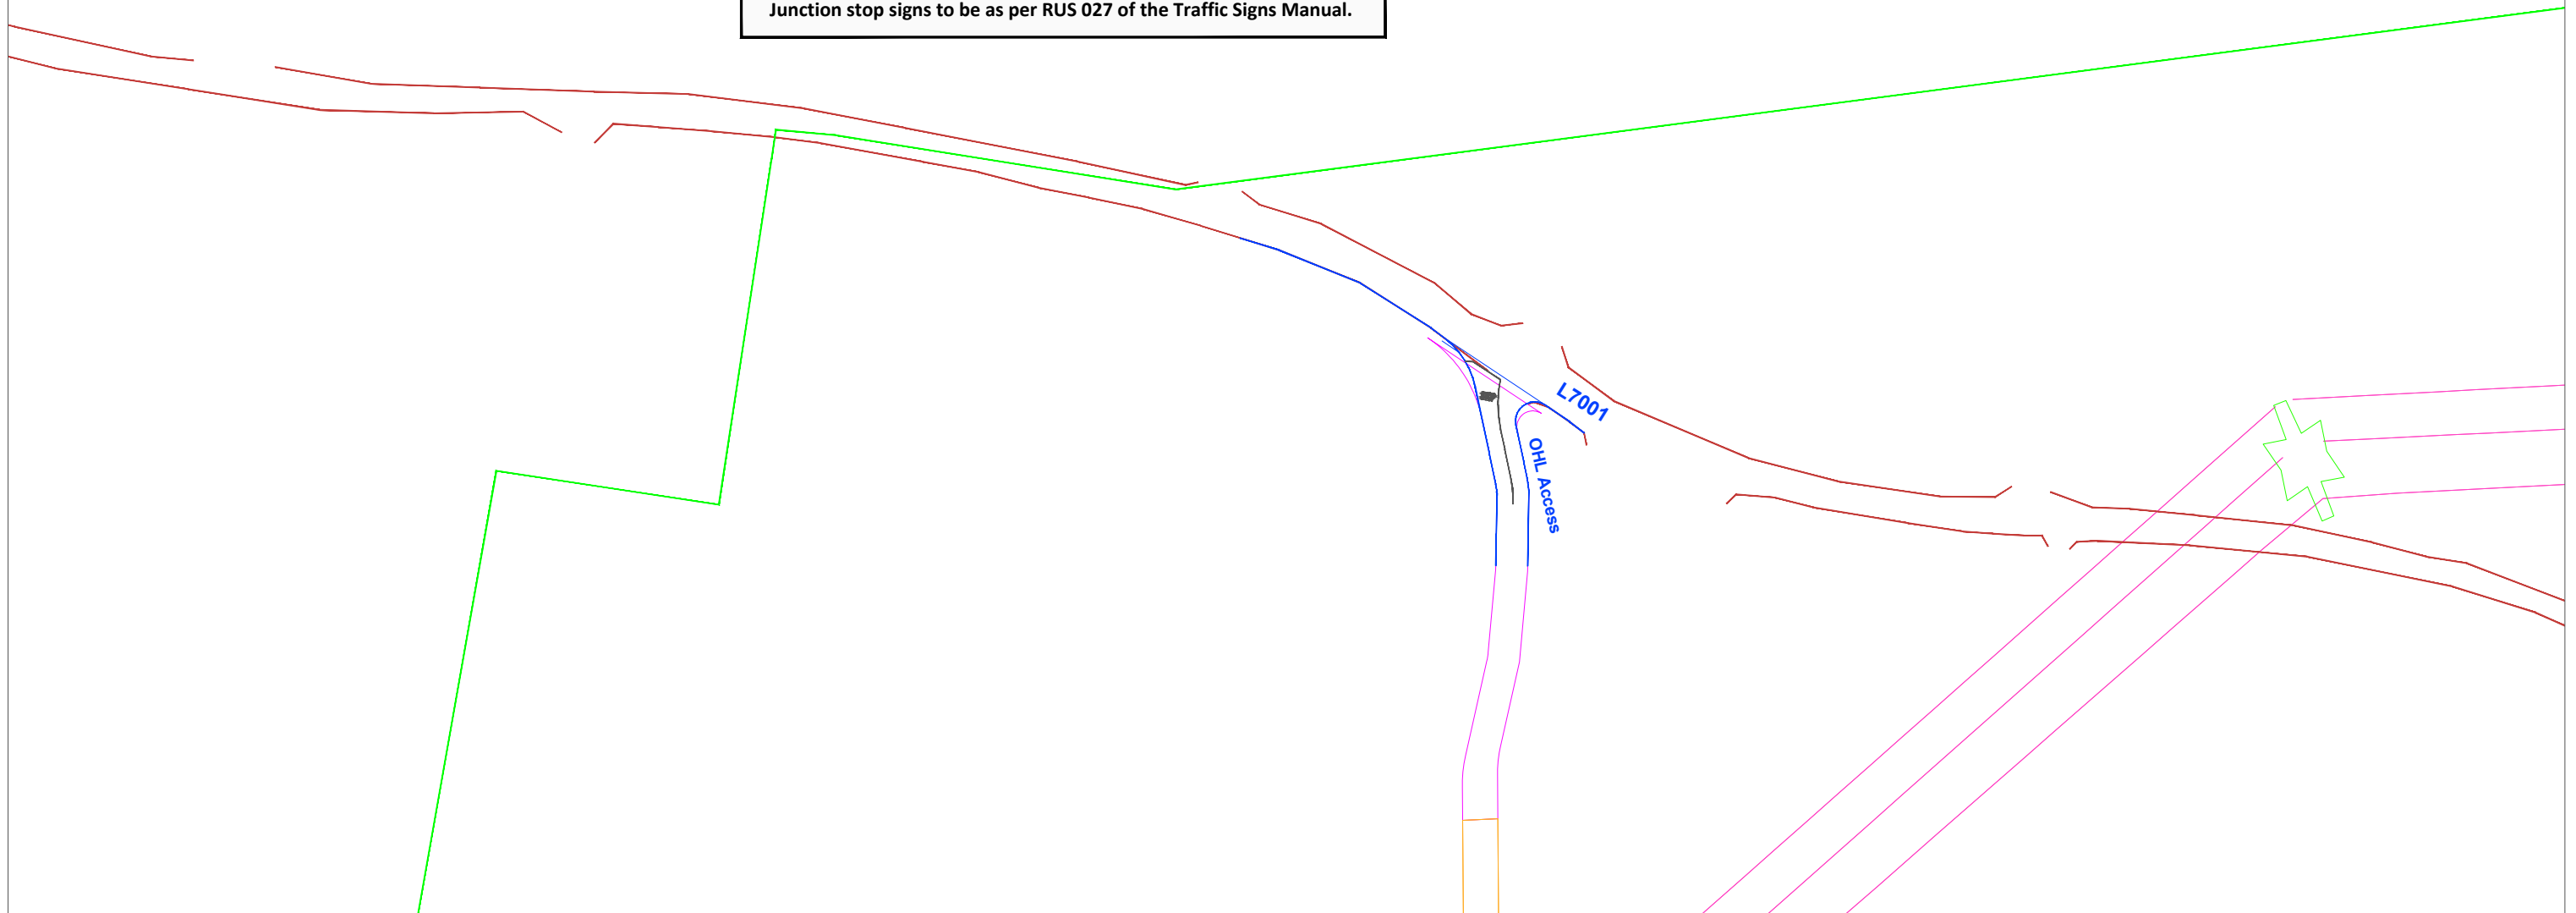 Junction stop signs to be as per RUS 027 of the Traffic Signs Manual.
L7001
OHL Access